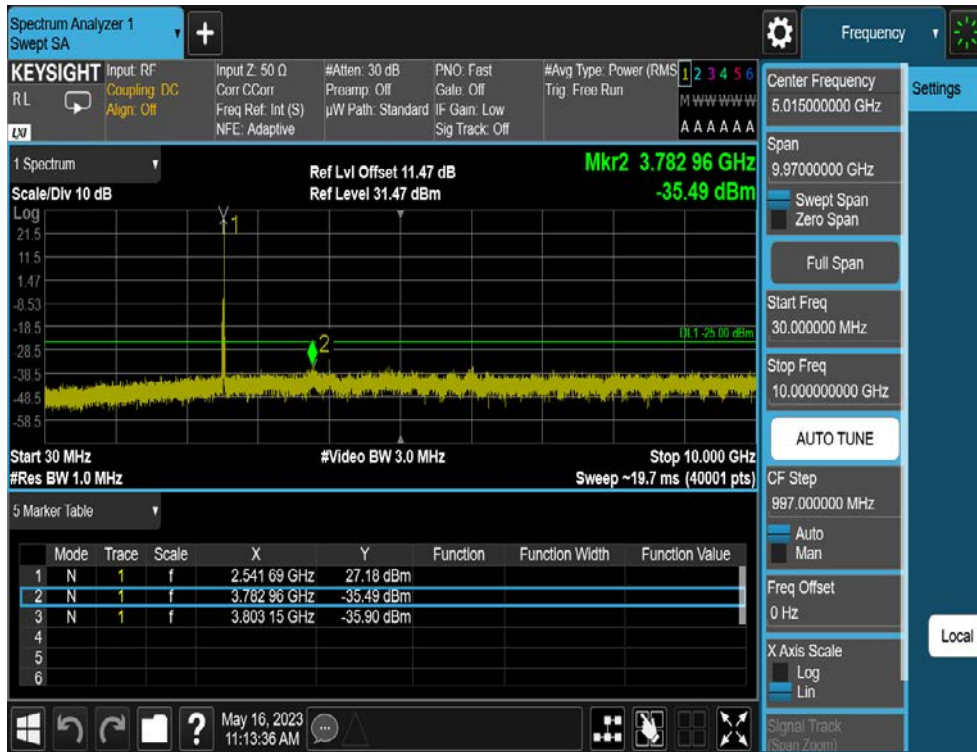 Spectrum Analyzer 1
Swept SA
Frequency
Settings
KEYSIGHT
RL
LXI
Input: RF
Coupling: DC
Align: Off
Input Z: 50 Ω
Corr CCorr
Freq Ref: Int (S)
NFE: Adaptive
#Atten: 30 dB
Preamp: Off
µW Path: Standard
PNO: Fast
Gate: Off
IF Gain: Low
Sig Track: Off
#Avg Type: Power (RMS
Trig: Free Run
1 2 3 4 5 6
M W W W W W
A A A A A A
1 Spectrum
Scale/Div 10 dB
Ref Lvl Offset 11.47 dB
Ref Level 31.47 dBm
Mkr2 3.782 96 GHz
-35.49 dBm
Log
21.5
11.5
1.47
-8.53
-18.5
-28.5
-38.5
-48.5
-58.5
1
2
DL1 -25.00 dBm
Start 30 MHz
#Video BW 3.0 MHz
Stop 10.000 GHz
#Res BW 1.0 MHz
Sweep ~19.7 ms (40001 pts)
5 Marker Table
Mode Trace Scale X Y Function Function Width Function Value
1 N 1 f 2.541 69 GHz 27.18 dBm
2 N 1 f 3.782 96 GHz -35.49 dBm
3 N 1 f 3.803 15 GHz -35.90 dBm
4
5
6
Center Frequency
5.015000000 GHz
Span
9.97000000 GHz
Swept Span
Zero Span
Full Span
Start Freq
30.000000 MHz
Stop Freq
10.000000000 GHz
AUTO TUNE
CF Step
997.000000 MHz
Auto
Man
Freq Offset
0 Hz
X Axis Scale
Log
Lin
Signal Track
(Span Zoom)
Local
?
May 16, 2023
11:13:36 AM